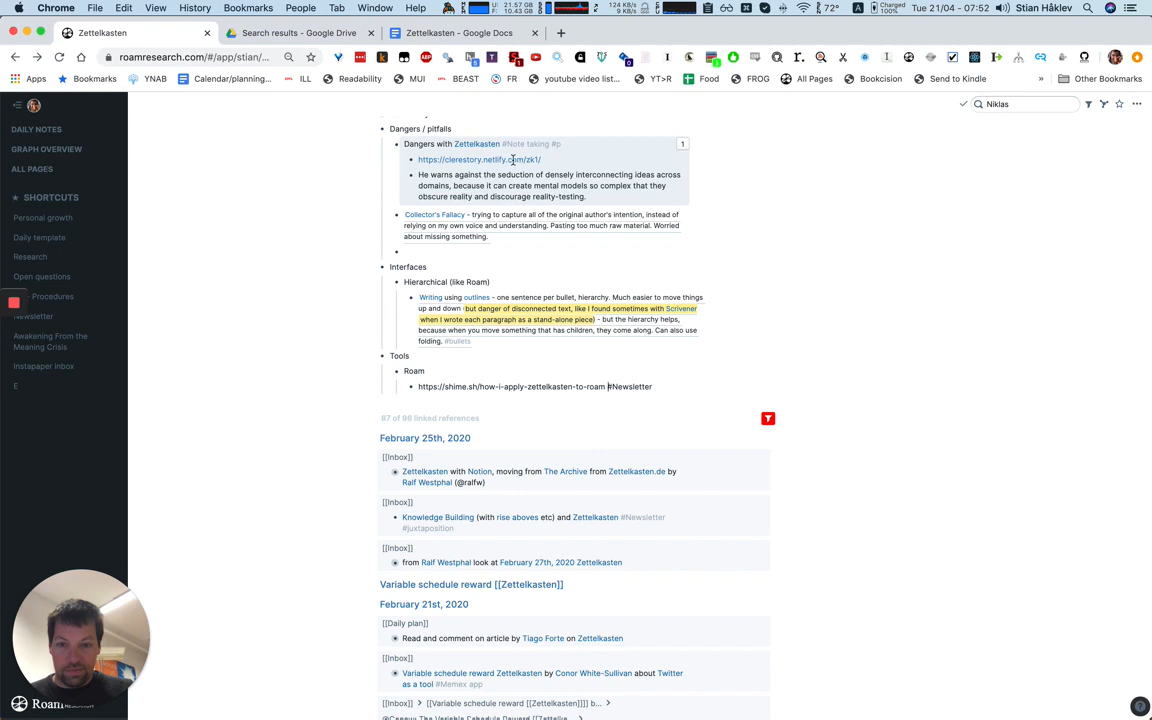 Chrome File Edit View History Bookmarks People Tab Window Help 21.57 GB 10.43 GB 124 KB/s 72° Charged 100% Tue 21/04 - 07:52 Stian Håklev
Zettelkasten × Search results - Google Drive × Zettelkasten - Google Docs × +
roamresearch.com/#/app/stian/...
Apps Bookmarks YNAB Calendar/planning... ILL Readability MUI BEAST FR youtube video list... YT>R Food FROG All Pages Bookcision Send to Kindle » Other Bookmarks
Niklas
DAILY NOTES
GRAPH OVERVIEW
ALL PAGES
★ SHORTCUTS
Personal growth
Daily template
Research
Open questions
Procedures
Newsletter
Awakening From the
Meaning Crisis
Instapaper inbox
E
Roam
Dangers / pitfalls
Dangers with Zettelkasten #Note taking #p
1
https://clerestory.netlify.com/zk1/
He warns against the seduction of densely interconnecting ideas across
domains, because it can create mental models so complex that they
obscure reality and discourage reality-testing.
Collector's Fallacy - trying to capture all of the original author's intention, instead of
relying on my own voice and understanding. Pasting too much raw material. Worried
about missing something.
Interfaces
Hierarchical (like Roam)
Writing using outlines - one sentence per bullet, hierarchy. Much easier to move things
up and down (but danger of disconnected text, like I found sometimes with Scrivener
when I wrote each paragraph as a stand-alone piece) - but the hierarchy helps,
because when you move something that has children, they come along. Can also use
folding. #bullets
Tools
Roam
https://shime.sh/how-i-apply-zettelkasten-to-roam #Newsletter
87 of 96 linked references
February 25th, 2020
[[Inbox]]
Zettelkasten with Notion, moving from The Archive from Zettelkasten.de by
Ralf Westphal (@ralfw)
[[Inbox]]
Knowledge Building (with rise aboves etc) and Zettelkasten #Newsletter
#juxtaposition
[[Inbox]]
from Ralf Westphal look at February 27th, 2020 Zettelkasten
Variable schedule reward [[Zettelkasten]]
February 21st, 2020
[[Daily plan]]
Read and comment on article by Tiago Forte on Zettelkasten
[[Inbox]]
Variable schedule reward Zettelkasten by Conor White-Sullivan about Twitter
as a tool #Memex app
[[Inbox]] > [[Variable schedule reward [[Zettelkasten]]]] b... >